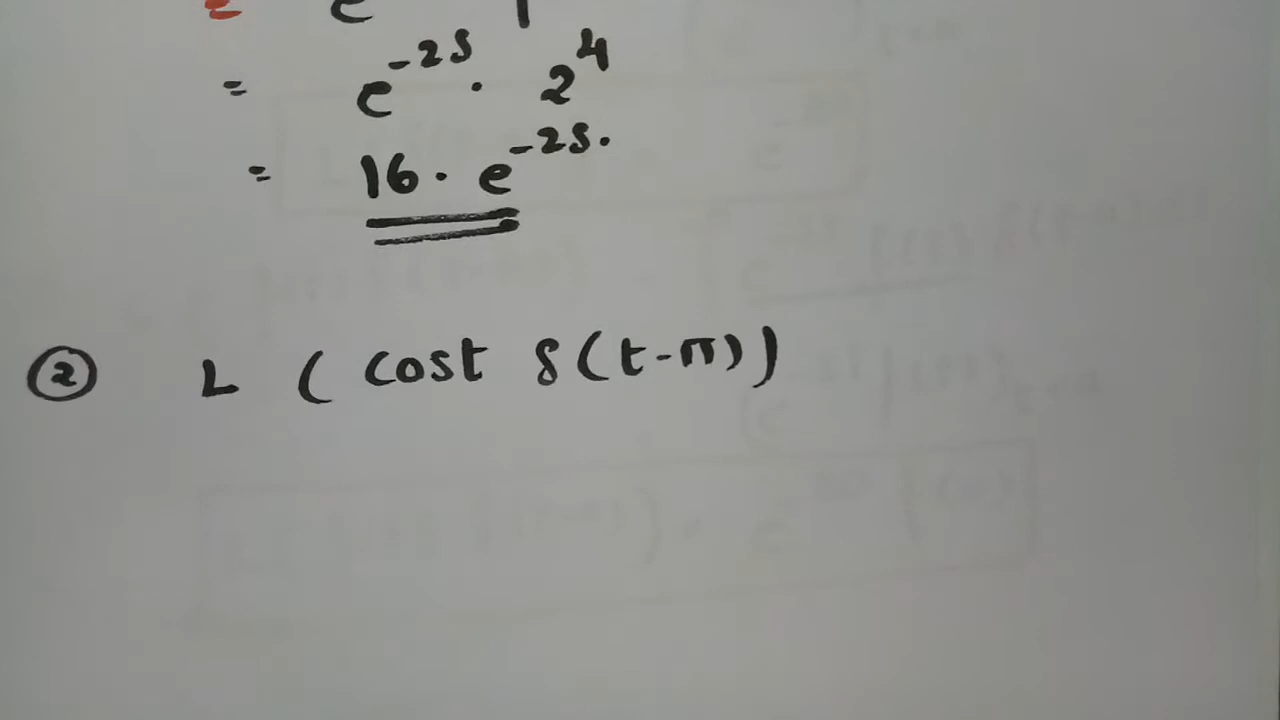 = e^{-2s} · 2^4
= 16 · e^{-2s}.
② L ( cost δ(t-π))